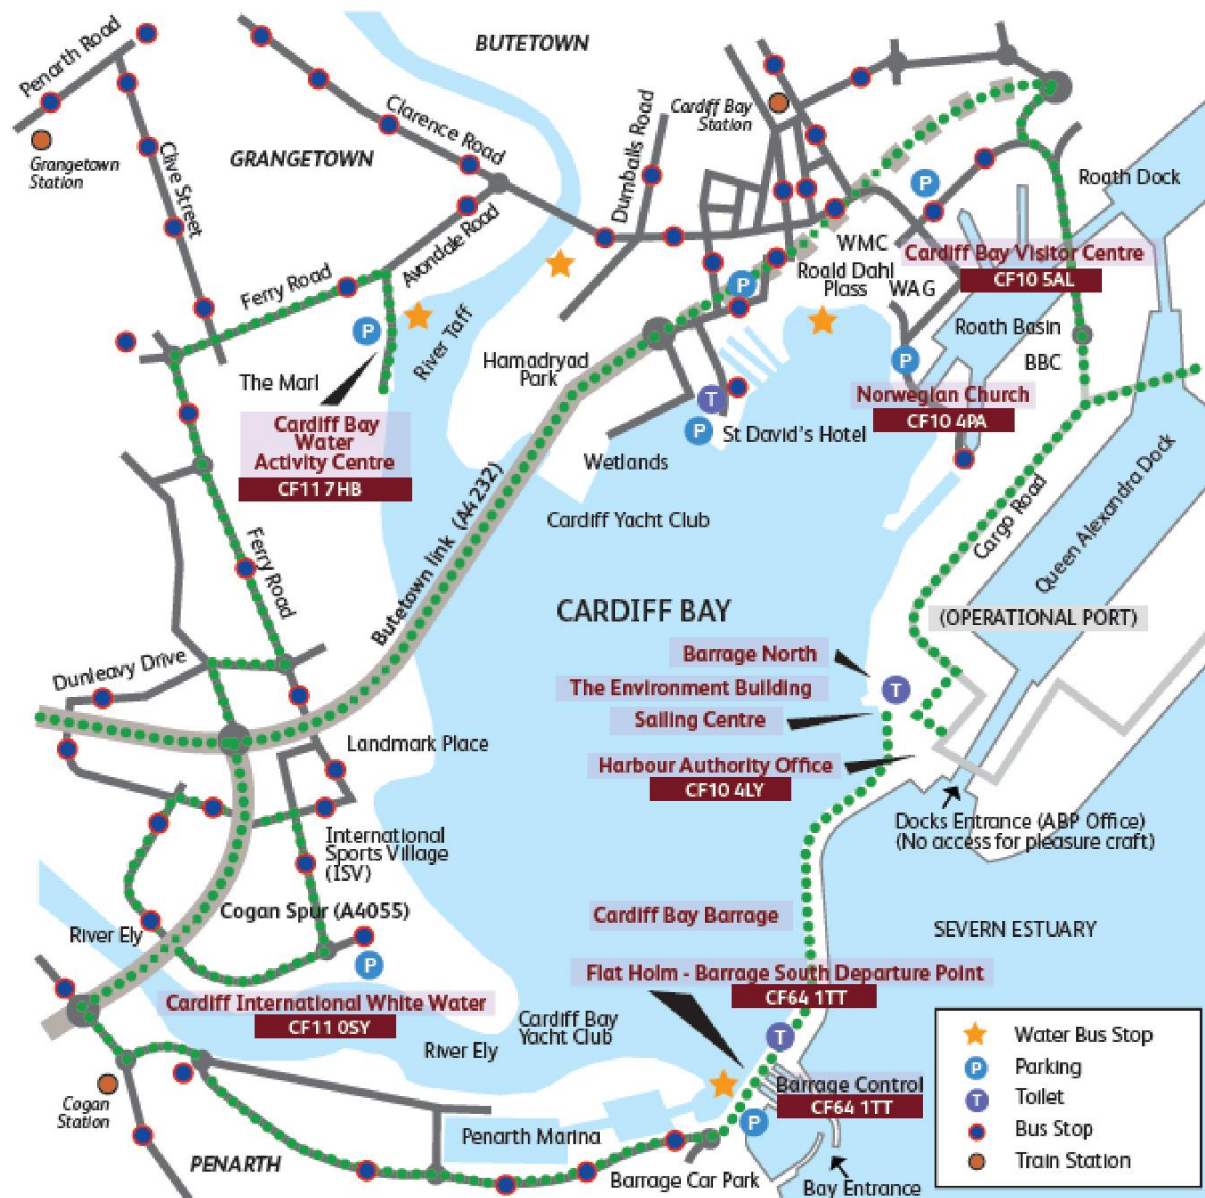 BUTETOWN
Penarth Road
Cardiff Bay
Station
Clarence Road
Dumballs Road
Grangetown
Station
GRANGETOWN
Clive Street
Roath Dock
Avondale Road
WMC
Cardiff Bay Visitor Centre
CF10 5AL
Ferry Road
Roald Dahl
Plass
WAG
River Taff
Roath Basin
BBC
Hamadryad
Park
The Marl
Norwegian Church
CF10 4PA
Cardiff Bay
Water
Activity Centre
CF11 7HB
St David's Hotel
Wetlands
Butetown link (A4232)
Cardiff Yacht Club
Cargo Road
Queen Alexandra Dock
Ferry Road
CARDIFF BAY
(OPERATIONAL PORT)
Dunleavy Drive
Barrage North
The Environment Building
Sailing Centre
Landmark Place
Harbour Authority Office
CF10 4LY
Docks Entrance (ABP Office)
(No access for pleasure craft)
International
Sports Village
(ISV)
Cogan Spur (A4055)
River Ely
Cardiff Bay Barrage
SEVERN ESTUARY
Flat Holm - Barrage South Departure Point
CF64 1TT
Cardiff International White Water
CF11 0SY
Cardiff Bay
Yacht Club
River Ely
Barrage Control
CF64 1TT
Cogan
Station
Penarth Marina
PENARTH
Barrage Car Park
Bay Entrance
Water Bus Stop
P Parking
T Toilet
Bus Stop
Train Station
P
P
P
P
P
P
P
T
T
T